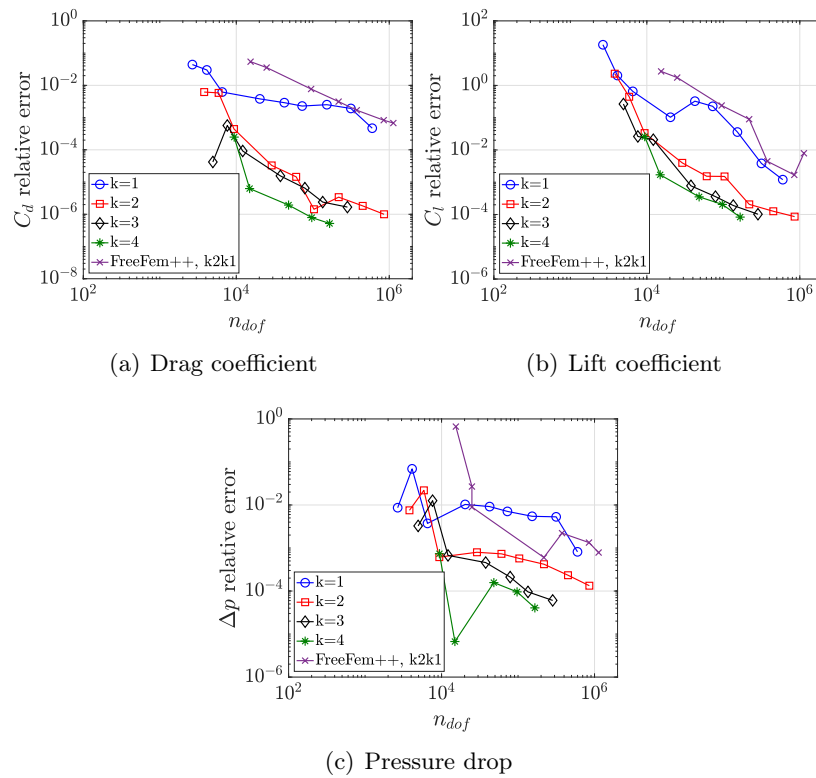 10^0
10^-2
10^-4
10^-6
10^-8
C_d relative error
k=1
k=2
k=3
k=4
FreeFem++, k2k1
10^2
10^4
10^6
n_dof
(a) Drag coefficient
10^2
10^0
10^-2
10^-4
10^-6
C_l relative error
k=1
k=2
k=3
k=4
FreeFem++, k2k1
10^2
10^4
10^6
n_dof
(b) Lift coefficient
10^0
10^-2
10^-4
10^-6
Δp relative error
k=1
k=2
k=3
k=4
FreeFem++, k2k1
10^2
10^4
10^6
n_dof
(c) Pressure drop